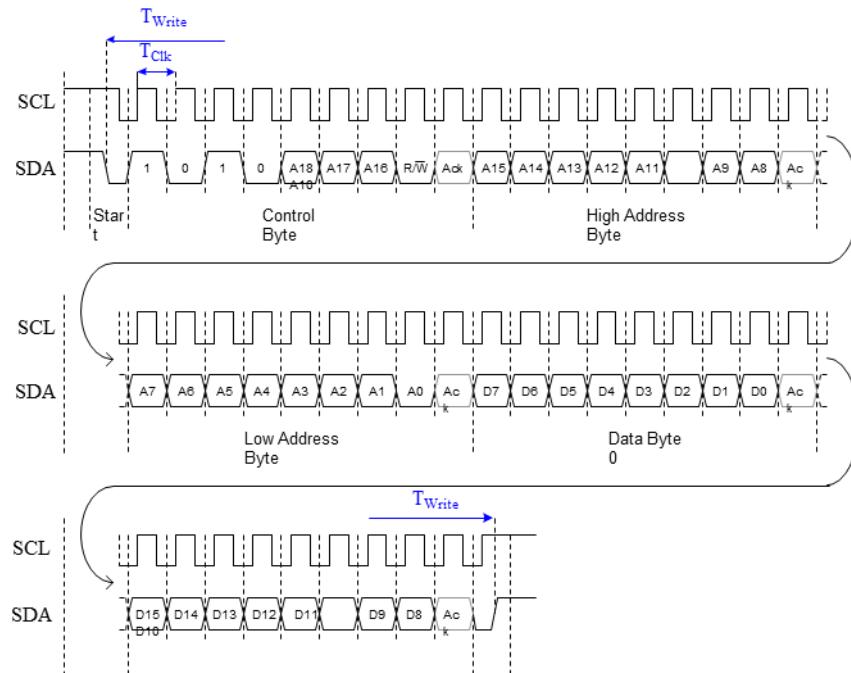 TWrite
TClk
SCL
SDA
1 0 1 0 A18 A17 A16 R/W Ack A15 A14 A13 A12 A11 A9 A8 Ac
A10 k
Star Control High Address
t Byte Byte
SCL
SDA
A7 A6 A5 A4 A3 A2 A1 A0 Ac D7 D6 D5 D4 D3 D2 D1 D0 Ac
k k
Low Address Data Byte
Byte 0
TWrite
SCL
SDA
D15 D14 D13 D12 D11 D9 D8 Ac
D10 k